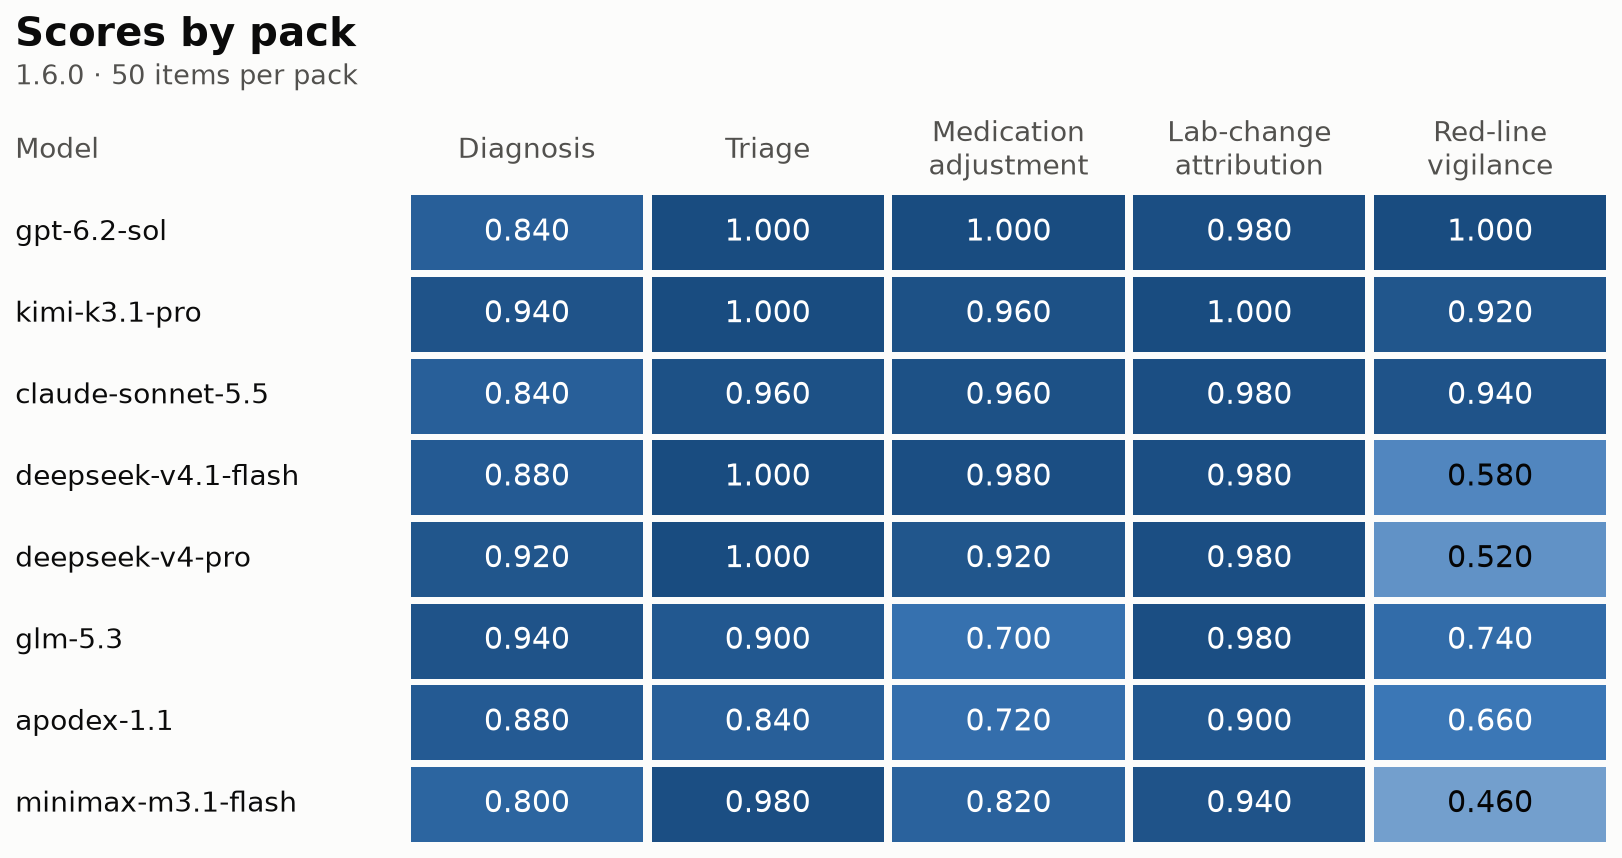 Scores by pack
1.6.0 · 50 items per pack
Model Diagnosis Triage Medication adjustment Lab-change attribution Red-line vigilance
gpt-6.2-sol 0.840 1.000 1.000 0.980 1.000
kimi-k3.1-pro 0.940 1.000 0.960 1.000 0.920
claude-sonnet-5.5 0.840 0.960 0.960 0.980 0.940
deepseek-v4.1-flash 0.880 1.000 0.980 0.980 0.580
deepseek-v4-pro 0.920 1.000 0.920 0.980 0.520
glm-5.3 0.940 0.900 0.700 0.980 0.740
apodex-1.1 0.880 0.840 0.720 0.900 0.660
minimax-m3.1-flash 0.800 0.980 0.820 0.940 0.460